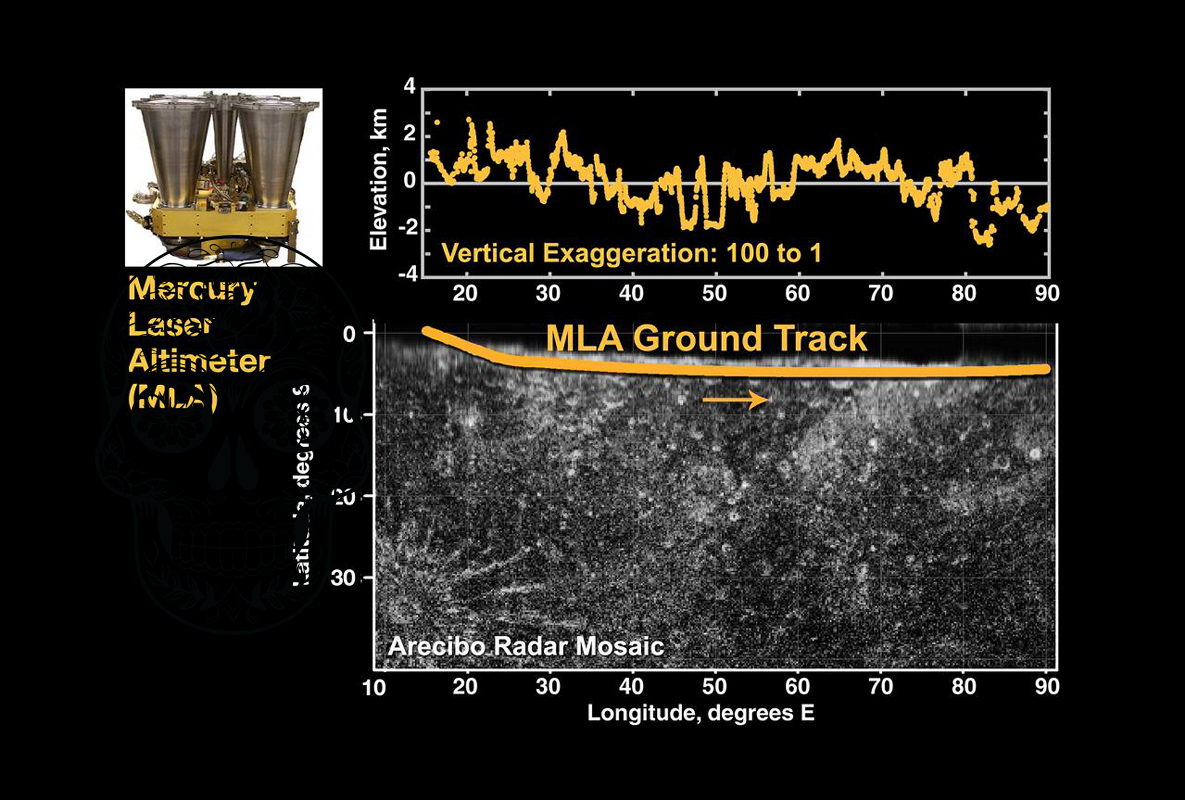 Mercury
Laser
Altimeter
(MLA)
Elevation, km
4
2
0
-2
-4
Vertical Exaggeration: 100 to 1
20 30 40 50 60 70 80 90
MLA Ground Track
Latitude, degrees S
0
10
20
30
Arecibo Radar Mosaic
10 20 30 40 50 60 70 80 90
Longitude, degrees E